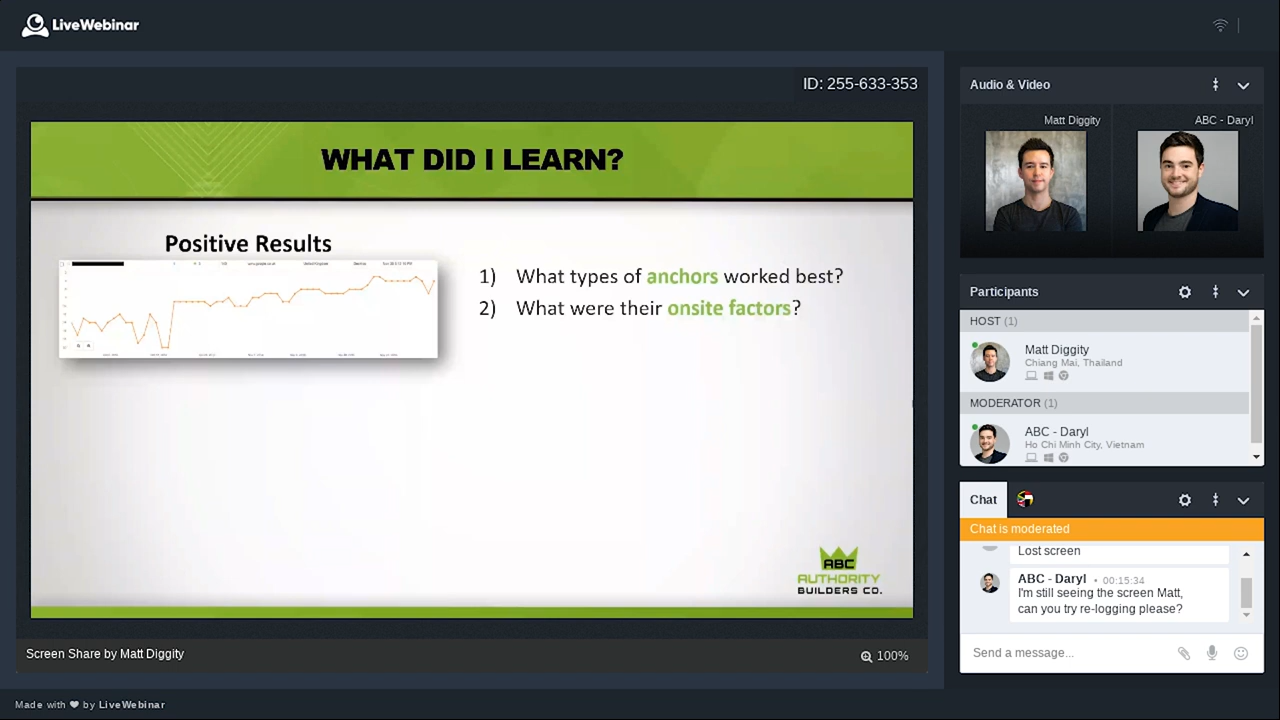 LiveWebinar
ID: 255-633-353
WHAT DID I LEARN?
Positive Results
1) What types of anchors worked best?
2) What were their onsite factors?
ABC
AUTHORITY
BUILDERS CO.
Screen Share by Matt Diggity
100%
Audio & Video
Matt Diggity
ABC - Daryl
Participants
HOST (1)
Matt Diggity
Chiang Mai, Thailand
MODERATOR (1)
ABC - Daryl
Ho Chi Minh City, Vietnam
Chat
Chat is moderated
Lost screen
ABC - Daryl • 00:15:34
I'm still seeing the screen Matt,
can you try re-logging please?
Send a message...
Made with ❤ by LiveWebinar